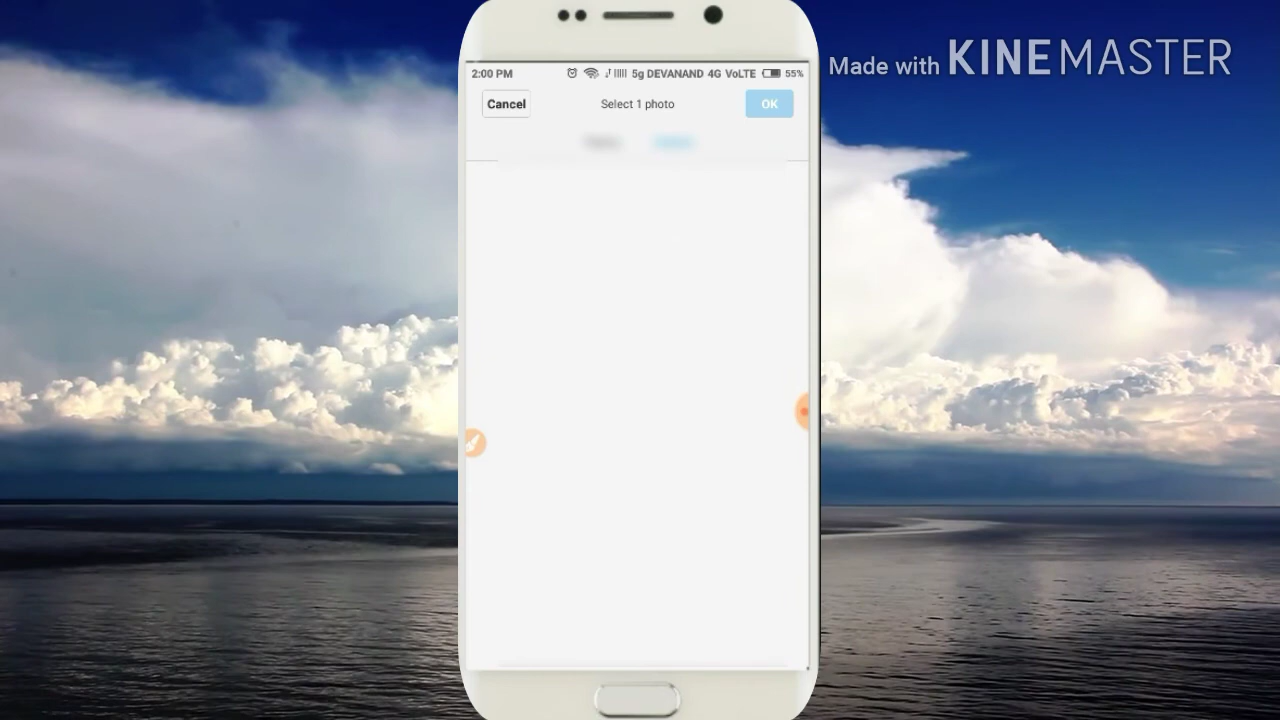 Made with KINEMASTER
2:00 PM 5g DEVANAND 4G VoLTE 55%
Cancel Select 1 photo OK